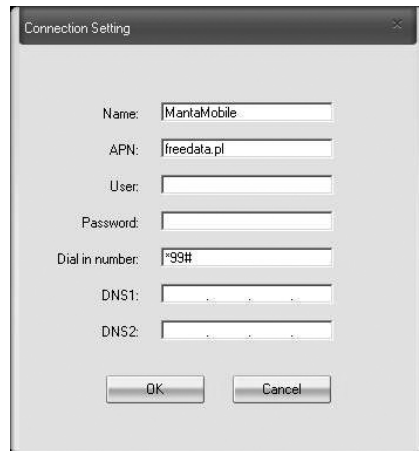 Connection Setting
Name: MantaMobile
APN: freedata.pl
User:
Password:
Dial in number: *99#
DNS1: . . .
DNS2: . . .
OK Cancel